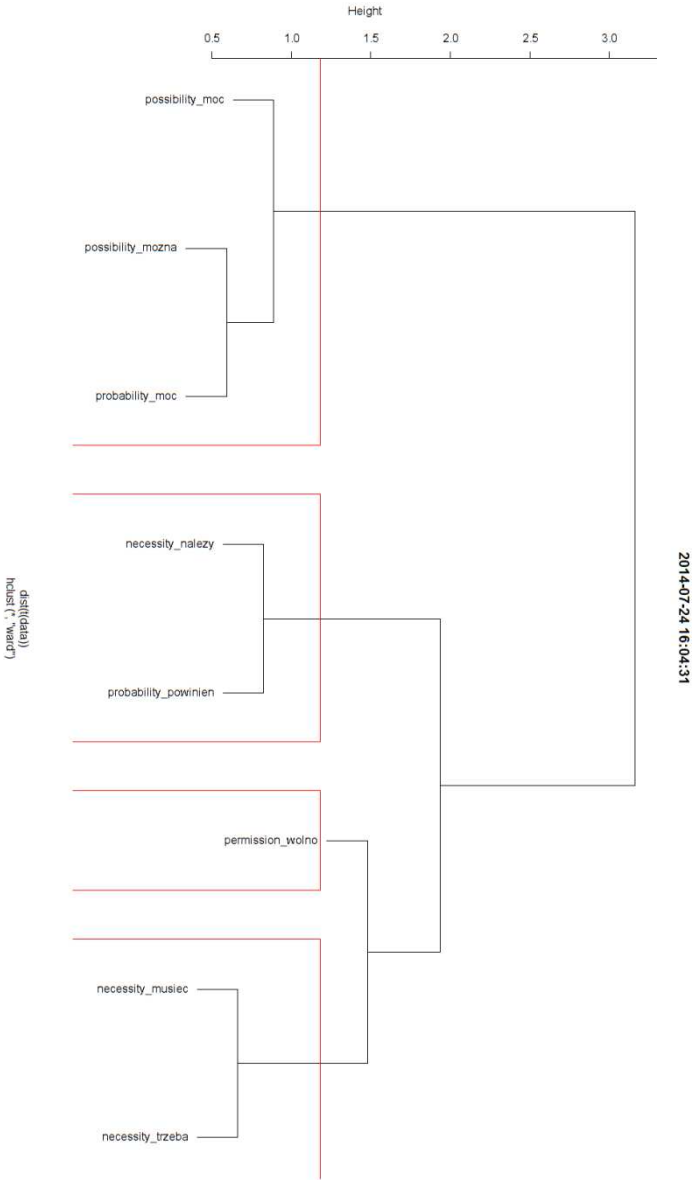 Height
0.5 1.0 1.5 2.0 2.5 3.0
possibility_moc
possibility_mozna
probability_moc
necessity_nalezy
probability_powinien
permission_wolno
necessity_musiec
necessity_trzeba
2014-07-24 16:04:31
dist(t(data))
hclust (*, "ward")